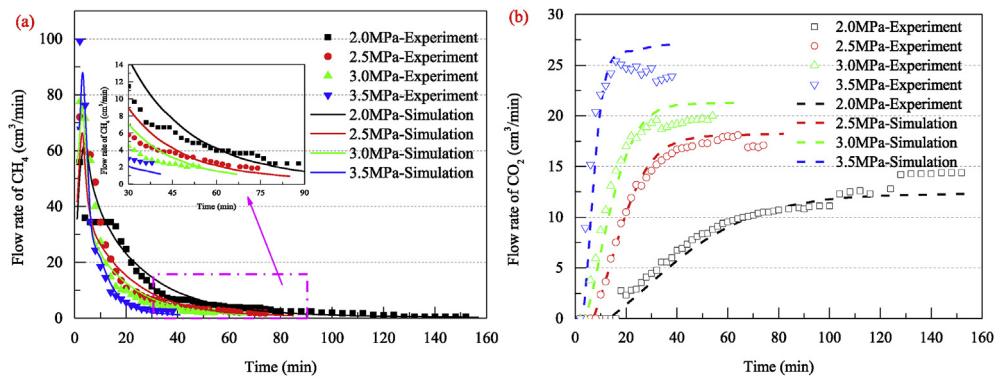 (a)
Flow rate of CH4 (cm3/min)
100
80
60
40
20
0
2.0MPa-Experiment
2.5MPa-Experiment
3.0MPa-Experiment
3.5MPa-Experiment
2.0MPa-Simulation
2.5MPa-Simulation
3.0MPa-Simulation
3.5MPa-Simulation
Flow rate of CH4 (cm3/min)
14
12
10
8
6
4
2
0
30 45 60 75 90
Time (min)
0 20 40 60 80 100 120 140 160
Time (min)
(b)
Flow rate of CO2 (cm3/min)
30
25
20
15
10
5
0
2.0MPa-Experiment
2.5MPa-Experiment
3.0MPa-Experiment
3.5MPa-Experiment
2.0MPa-Experiment
2.5MPa-Simulation
3.0MPa-Simulation
3.5MPa-Simulation
0 20 40 60 80 100 120 140 160
Time (min)